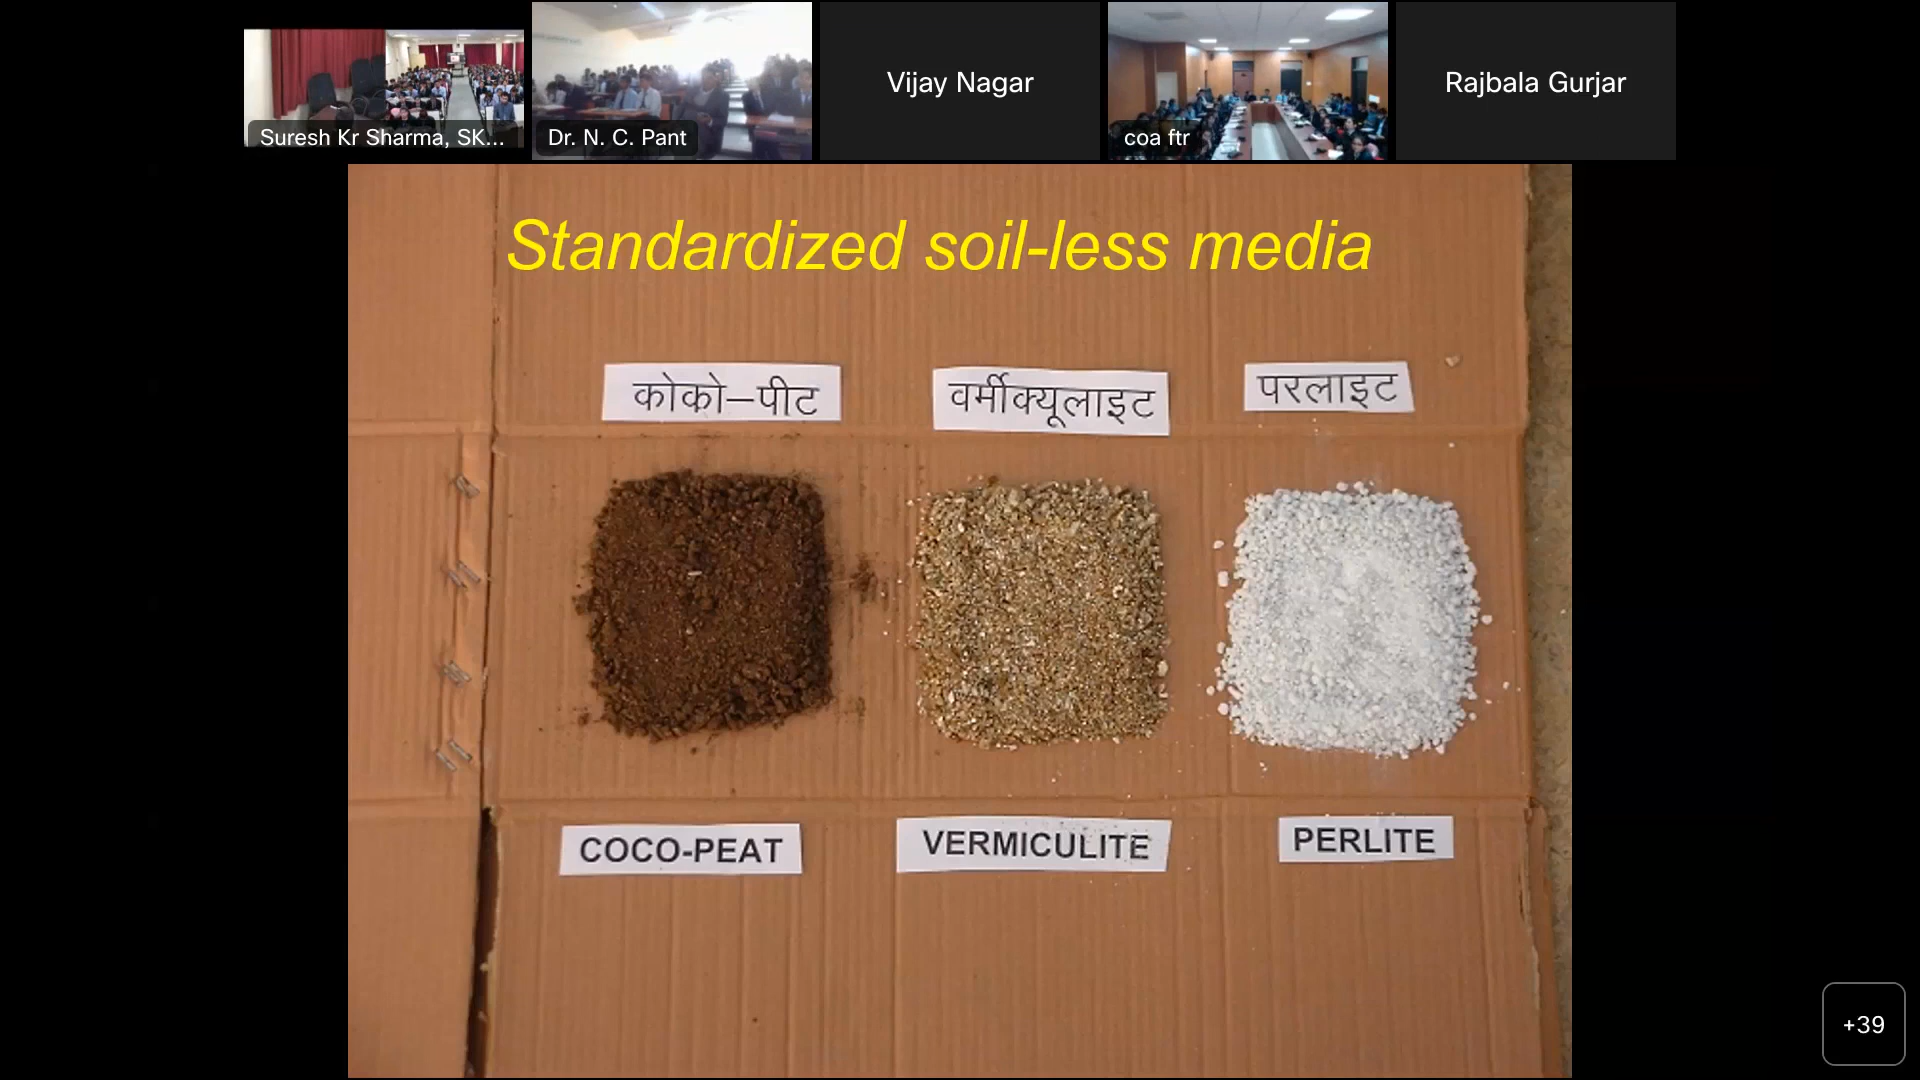 Suresh Kr Sharma, SK...
Dr. N. C. Pant
Vijay Nagar
coa ftr
Rajbala Gurjar
Standardized soil-less media
कोको–पीट
वर्मीक्यूलाइट
परलाइट
COCO-PEAT
VERMICULITE
PERLITE
+39